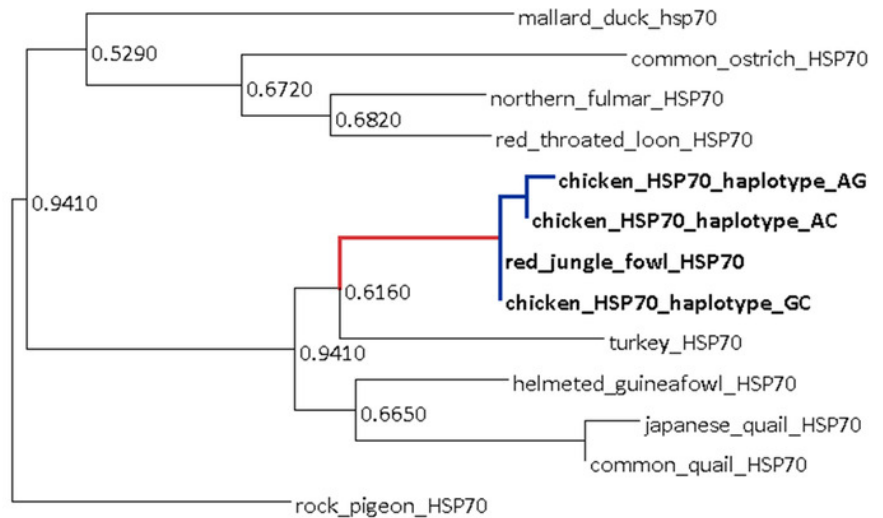 mallard_duck_hsp70
0.5290
common_ostrich_HSP70
0.6720
northern_fulmar_HSP70
0.6820
red_throated_loon_HSP70
chicken_HSP70_haplotype_AG
0.9410
chicken_HSP70_haplotype_AC
red_jungle_fowl_HSP70
0.6160
chicken_HSP70_haplotype_GC
turkey_HSP70
0.9410
helmeted_guineafowl_HSP70
0.6650
japanese_quail_HSP70
common_quail_HSP70
rock_pigeon_HSP70